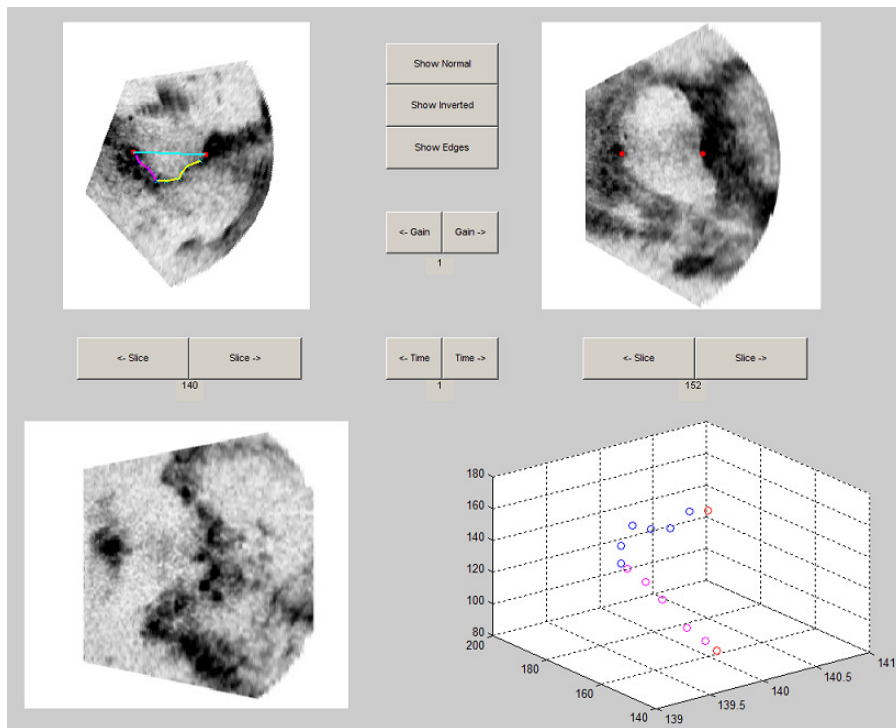 Show Normal
Show Inverted
Show Edges
<- Gain
Gain ->
1
<- Slice
Slice ->
140
<- Time
Time ->
1
<- Slice
Slice ->
152
180
160
140
120
100
80
200
180
160
140
139
139.5
140
140.5
141